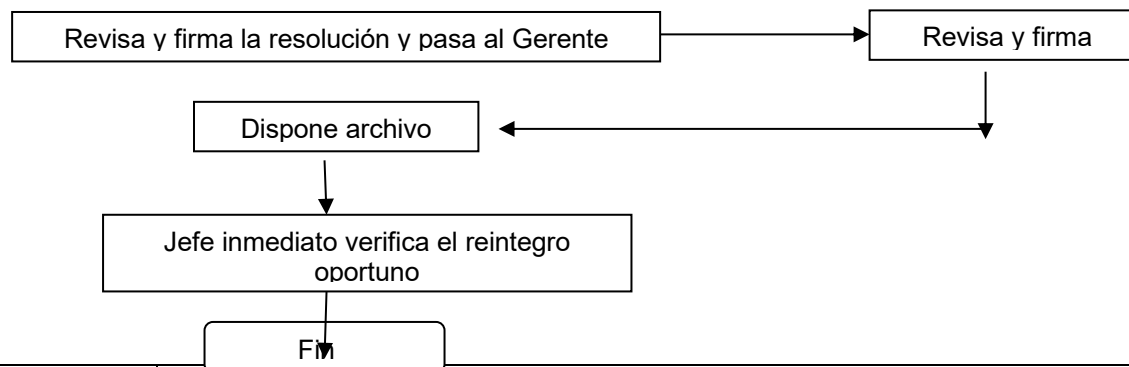 Revisa y firma la resolución y pasa al Gerente
Revisa y firma
Dispone archivo
Jefe inmediato verifica el reintegro
oportuno
Fin